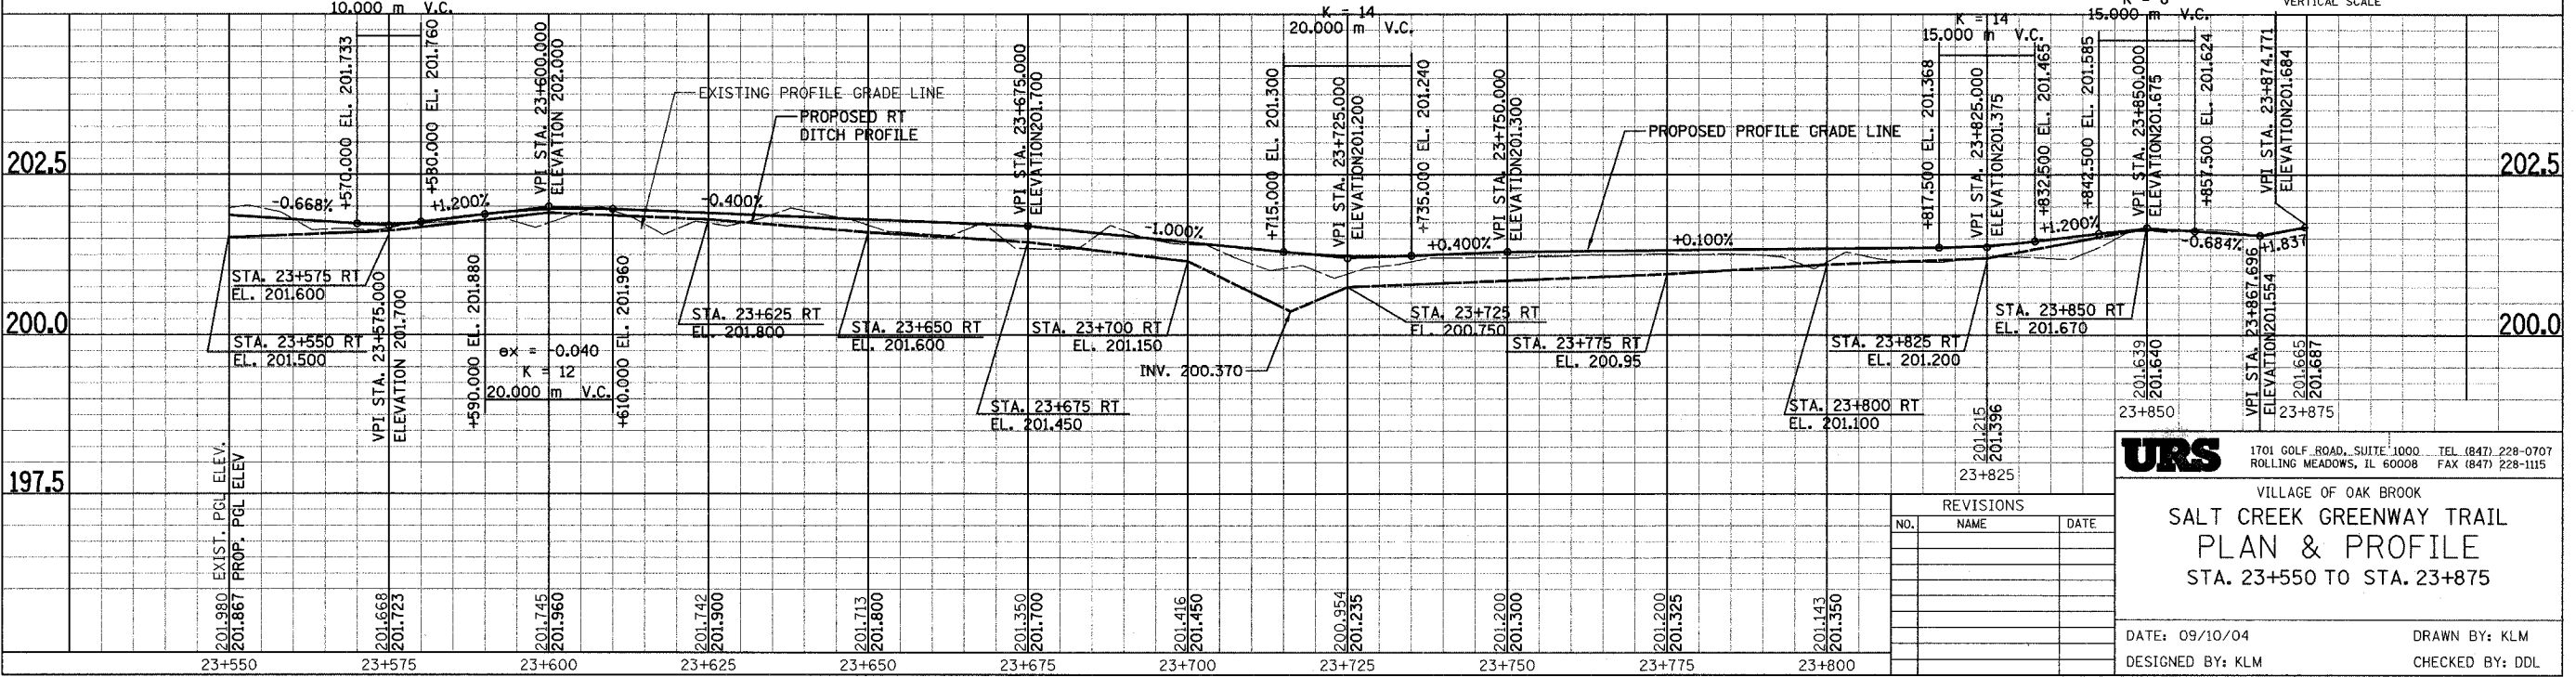 10.000 m V.C.
+570.000 EL. 201.733
+580.000 EL. 201.760
VPI STA. 23+600.000
ELEVATION 202.000
EXISTING PROFILE GRADE LINE
PROPOSED RT
DITCH PROFILE
VPI STA. 23+675.000
ELEVATION201.700
K = 14
20.000 m V.C.
+715.000 EL. 201.300
VPI STA. 23+725.000
ELEVATION201.200
+735.000 EL. 201.240
VPI STA. 23+750.000
ELEVATION201.300
PROPOSED PROFILE GRADE LINE
K = 14
15.000 m V.C.
+817.500 EL. 201.368
VPI STA. 23+825.000
ELEVATION201.375
+832.500 EL. 201.465
15.000 m V.C.
+842.500 EL. 201.585
VPI STA. 23+850.000
ELEVATION201.675
+857.500 EL. 201.624
VERTICAL SCALE
VPI STA. 23+874.771
ELEVATION201.684
202.5
202.5
-0.668%
+1.200%
-0.400%
-1.000%
+0.400%
+0.100%
+1.200%
-0.684%
+1.837
STA. 23+575 RT
EL. 201.600
STA. 23+550 RT
EL. 201.500
VPI STA. 23+575.000
ELEVATION 201.700
+590.000 EL. 201.880
ex = -0.040
K = 12
20.000 m V.C.
+610.000 EL. 201.960
STA. 23+625 RT
EL. 201.800
STA. 23+650 RT
EL. 201.600
STA. 23+675 RT
EL. 201.450
STA. 23+700 RT
EL. 201.150
INV. 200.370
STA. 23+725 RT
EL. 200.750
STA. 23+775 RT
EL. 200.95
STA. 23+800 RT
EL. 201.100
STA. 23+825 RT
EL. 201.200
STA. 23+850 RT
EL. 201.670
VPI STA. 23+867.696
ELEVATION201.554
200.0
200.0
197.5
EXIST. PGL ELEV.
PROP. PGL ELEV
201.980
201.867
23+550
201.668
201.723
23+575
201.745
201.960
23+600
201.742
201.900
23+625
201.713
201.800
23+650
201.350
201.700
23+675
201.416
201.450
23+700
200.954
201.235
23+725
201.200
201.300
23+750
201.200
201.325
23+775
201.143
201.350
23+800
201.215
201.396
23+825
201.639
201.640
23+850
201.665
201.687
23+875
REVISIONS
NO. NAME DATE
URS
1701 GOLF ROAD, SUITE 1000 TEL (847) 228-0707
ROLLING MEADOWS, IL 60008 FAX (847) 228-1115
VILLAGE OF OAK BROOK
SALT CREEK GREENWAY TRAIL
PLAN & PROFILE
STA. 23+550 TO STA. 23+875
DATE: 09/10/04 DRAWN BY: KLM
DESIGNED BY: KLM CHECKED BY: DDL